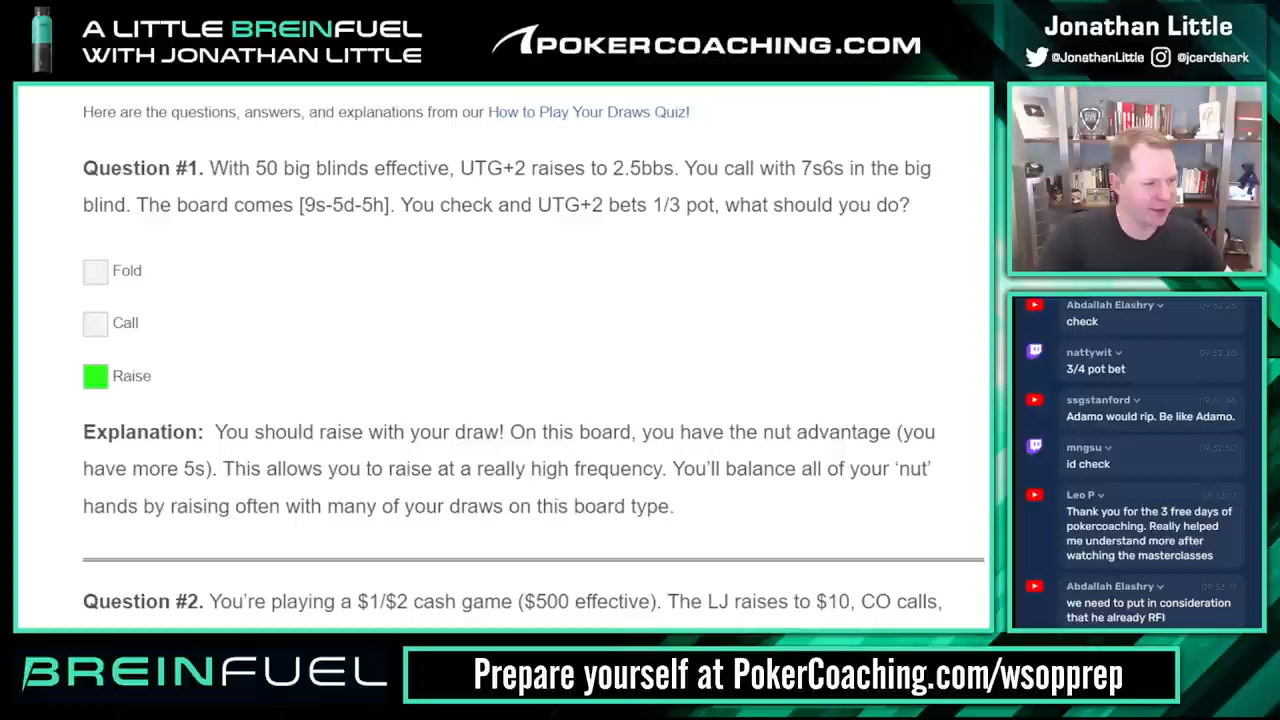 A LITTLE BREINFUEL
WITH JONATHAN LITTLE
POKERCOACHING.COM
Jonathan Little
@JonathanLittle @jcardshark
Here are the questions, answers, and explanations from our How to Play Your Draws Quiz!
Question #1. With 50 big blinds effective, UTG+2 raises to 2.5bbs. You call with 7s6s in the big
blind. The board comes [9s-5d-5h]. You check and UTG+2 bets 1/3 pot, what should you do?
Fold
Call
Raise
Explanation: You should raise with your draw! On this board, you have the nut advantage (you
have more 5s). This allows you to raise at a really high frequency. You’ll balance all of your ‘nut’
hands by raising often with many of your draws on this board type.
Question #2. You’re playing a $1/$2 cash game ($500 effective). The LJ raises to $10, CO calls,
Abdallah Elashry
check
nattywit
3/4 pot bet
ssgstanford
Adamo would rip. Be like Adamo.
mngsu
id check
Leo P
Thank you for the 3 free days of
pokercoaching. Really helped
me understand more after
watching the masterclasses
Abdallah Elashry
we need to put in consideration
that he already RFI
BREINFUEL
Prepare yourself at PokerCoaching.com/wsopprep